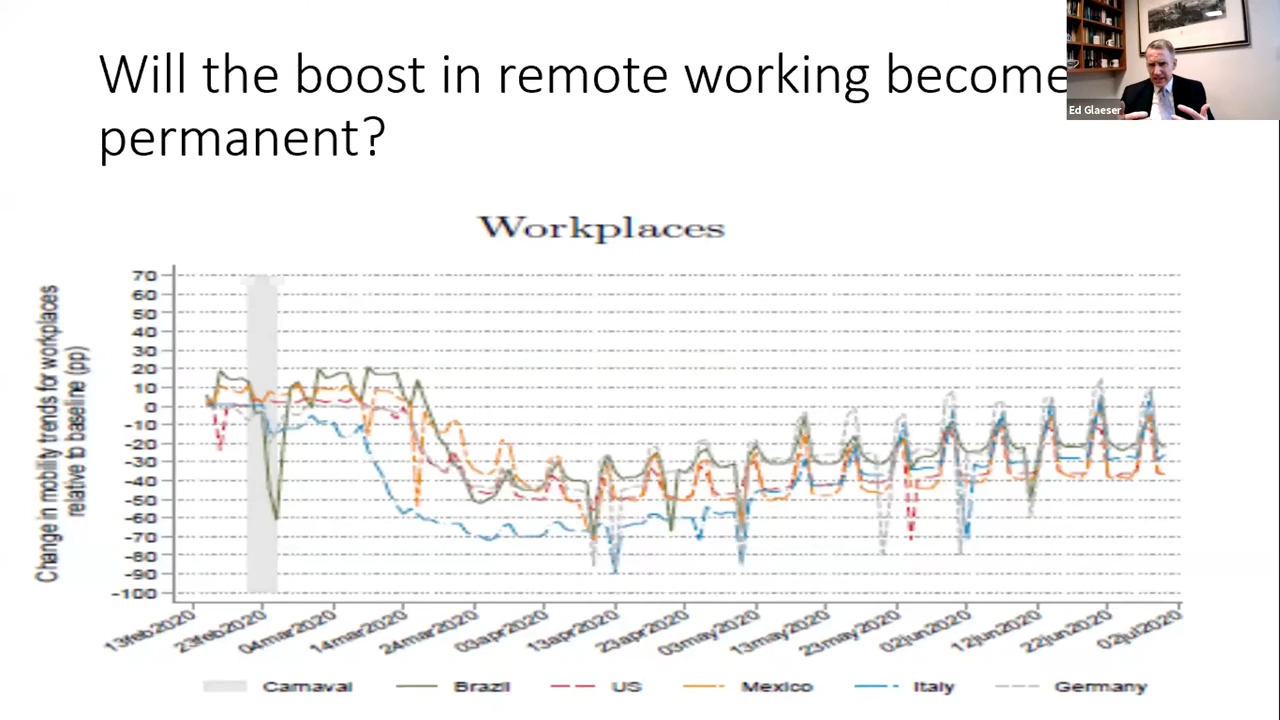 Will the boost in remote working become
permanent?
Ed Glaeser
Workplaces
Change in mobility trends for workplaces
relative to baseline (pp)
70
60
50
40
30
20
10
0
-10
-20
-30
-40
-50
-60
-70
-80
-90
-100
13feb2020
23feb2020
04mar2020
14mar2020
24mar2020
03apr2020
13apr2020
23apr2020
03may2020
13may2020
23may2020
02jun2020
12jun2020
22jun2020
02jul2020
Carnaval
Brazil
US
Mexico
Italy
Germany